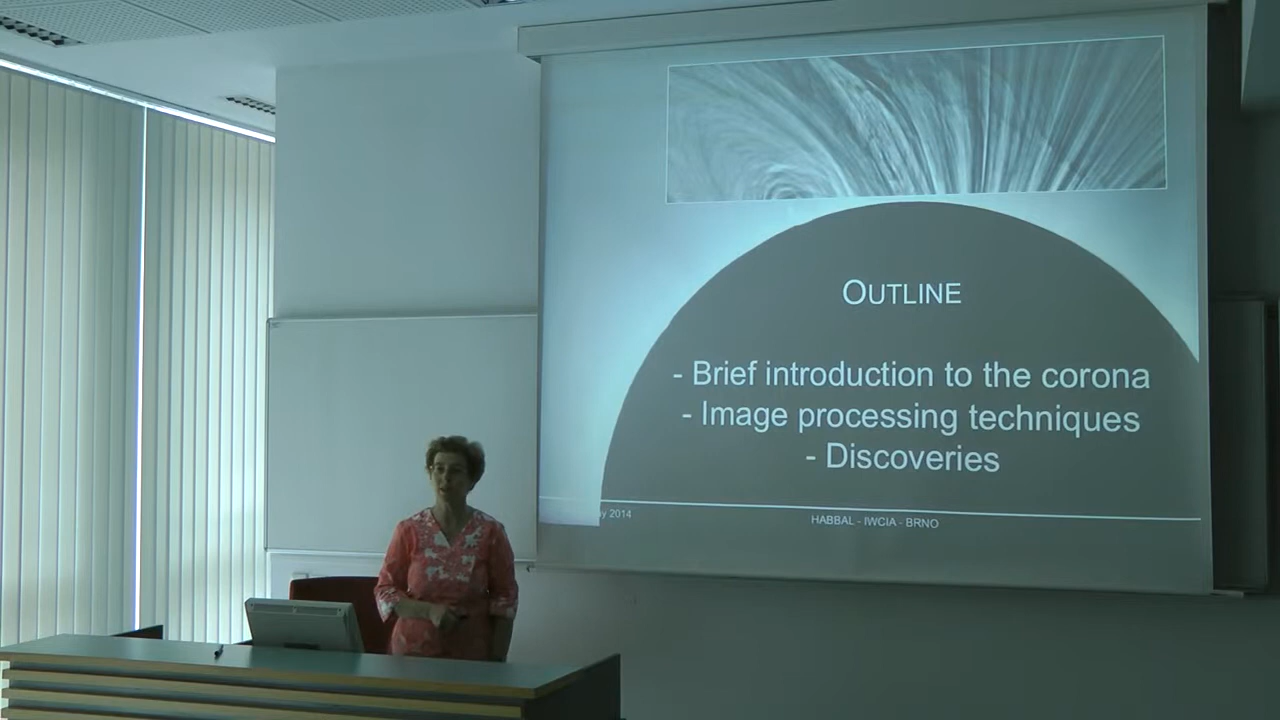 OUTLINE
- Brief introduction to the corona
- Image processing techniques
- Discoveries
2014
HABBAL - IWCIA - BRNO